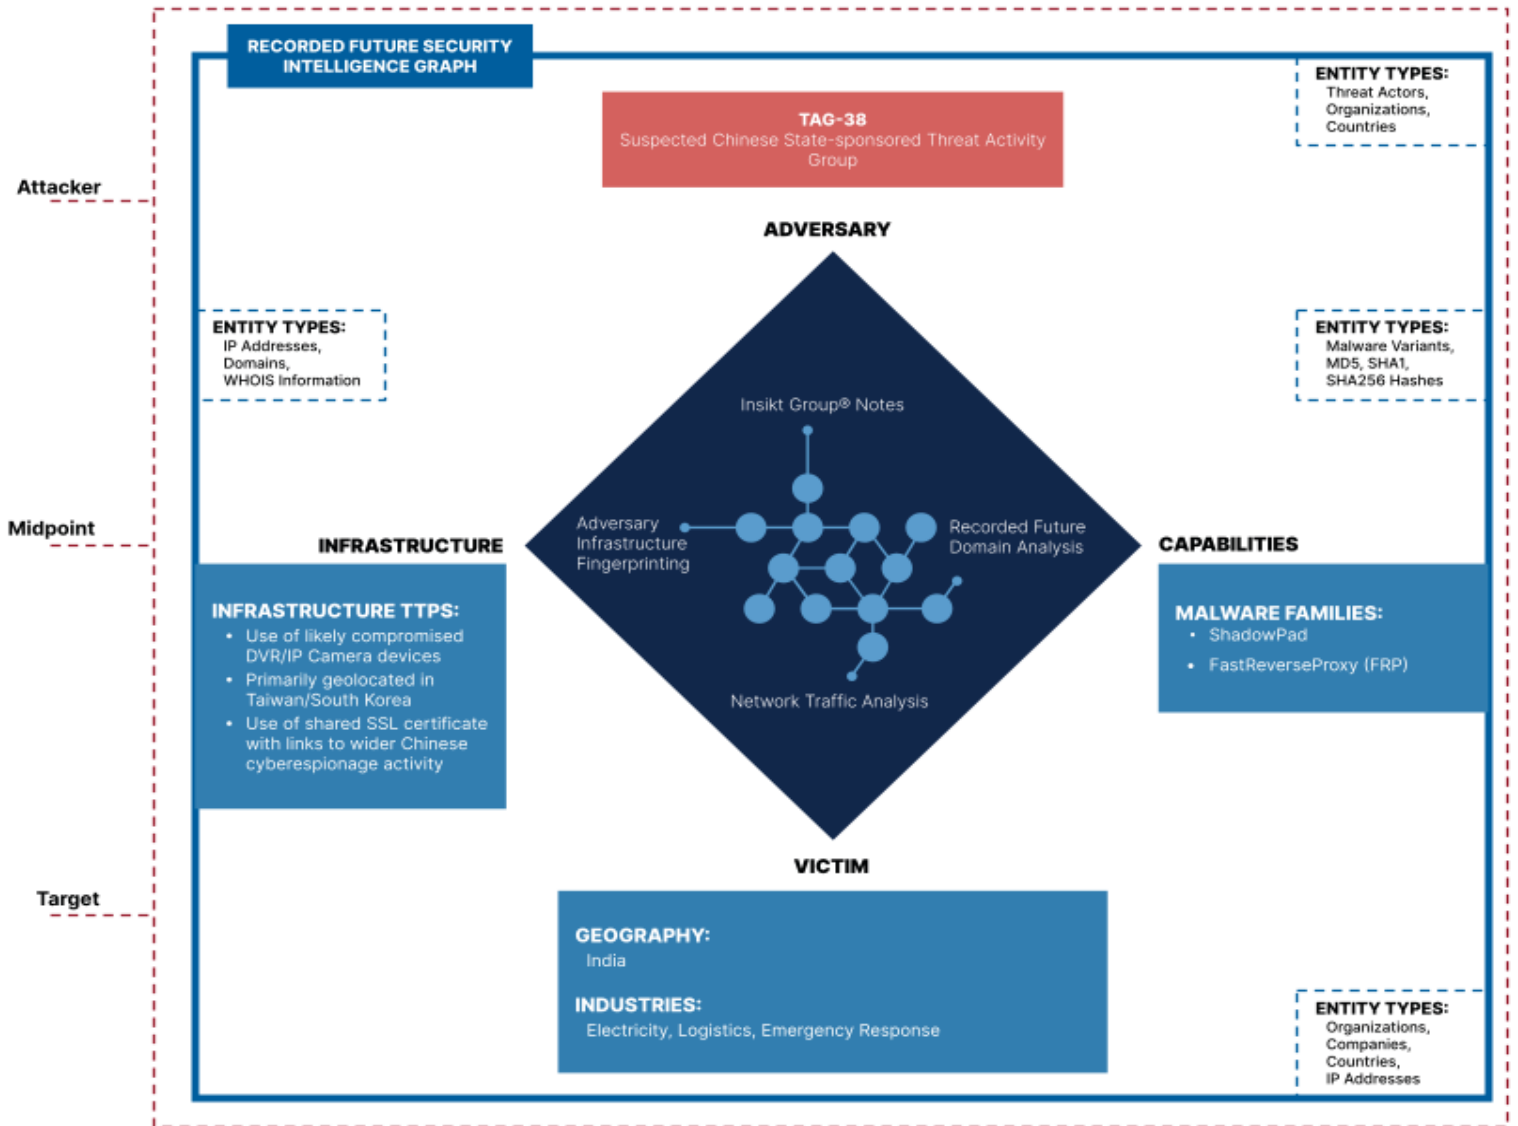 RECORDED FUTURE SECURITY
INTELLIGENCE GRAPH
ENTITY TYPES:
Threat Actors,
Organizations,
Countries
TAG-38
Suspected Chinese State-sponsored Threat Activity
Group
Attacker
ADVERSARY
ENTITY TYPES:
IP Addresses,
Domains,
WHOIS Information
ENTITY TYPES:
Malware Variants,
MD5, SHA1,
SHA256 Hashes
Insikt Group® Notes
Adversary
Infrastructure
Fingerprinting
Recorded Future
Domain Analysis
Network Traffic Analysis
Midpoint
INFRASTRUCTURE
INFRASTRUCTURE TTPS:
• Use of likely compromised
DVR/IP Camera devices
• Primarily geolocated in
Taiwan/South Korea
• Use of shared SSL certificate
with links to wider Chinese
cyberespionage activity
CAPABILITIES
MALWARE FAMILIES:
• ShadowPad
• FastReverseProxy (FRP)
Target
VICTIM
GEOGRAPHY:
India
INDUSTRIES:
Electricity, Logistics, Emergency Response
ENTITY TYPES:
Organizations,
Companies,
Countries,
IP Addresses